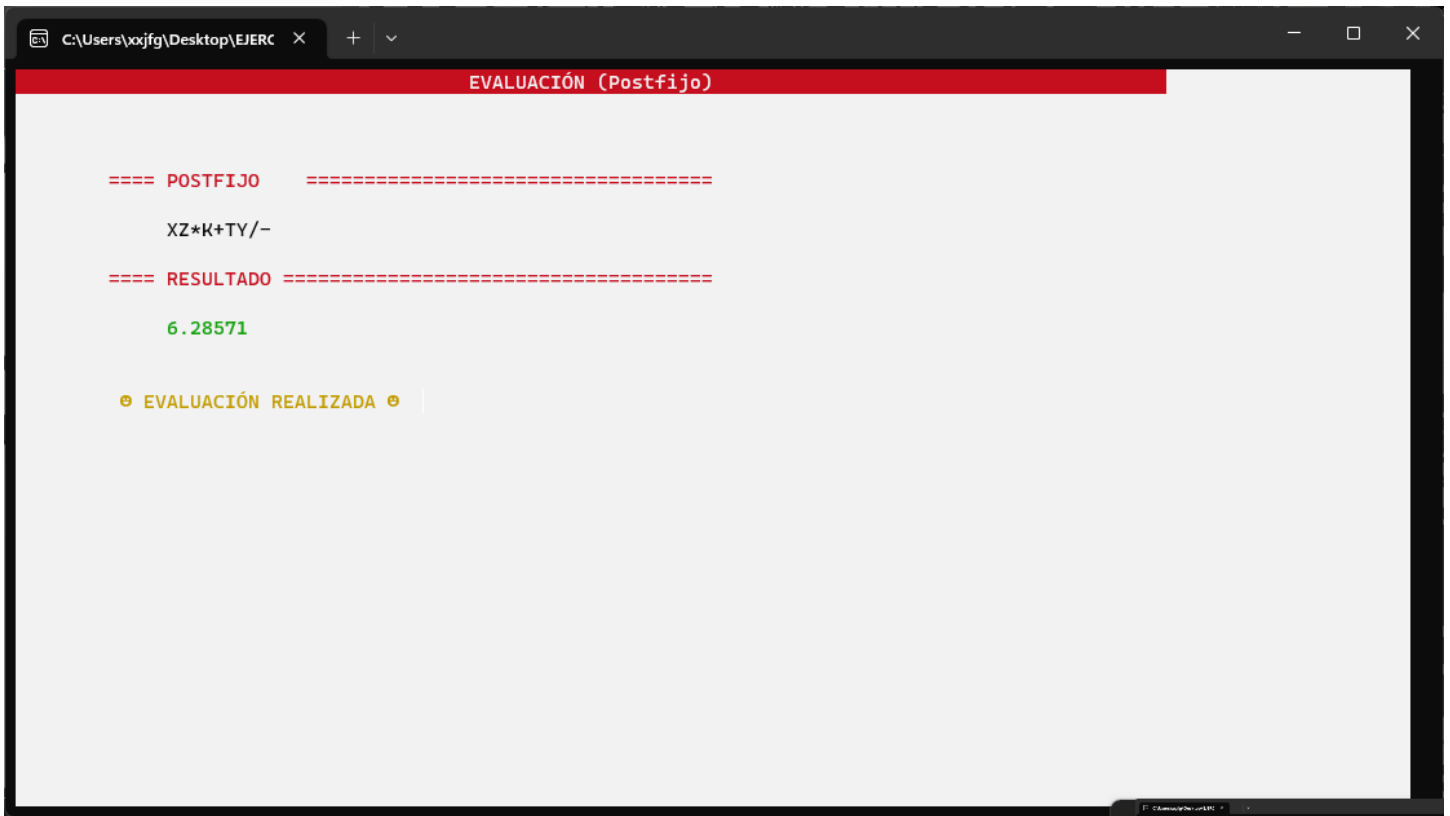 C:\Users\xxjfg\Desktop\EJERC
EVALUACIÓN (Postfijo)
==== POSTFIJO    ===================================
XZ*K+TY/-
==== RESULTADO =====================================
6.28571
☻ EVALUACIÓN REALIZADA ☻